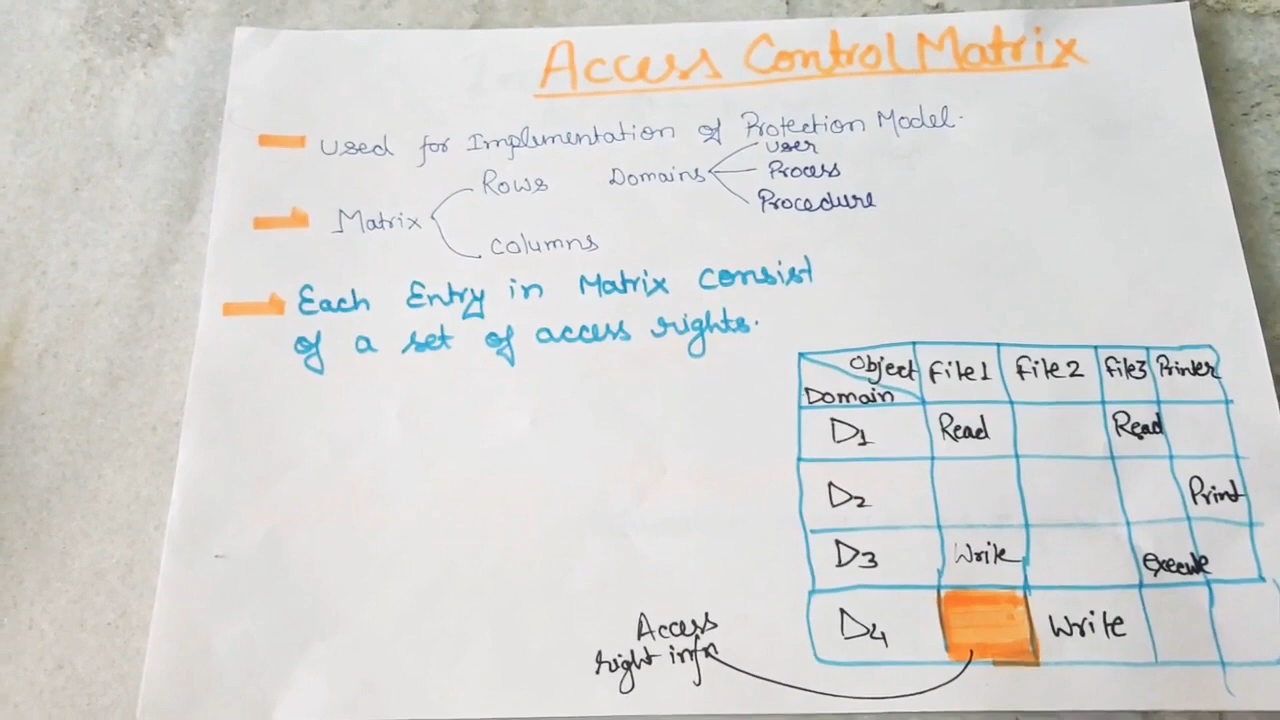 Access Control Matrix
Used for Implementation of Protection Model.
Matrix
Rows
Columns
Domains
User
Process
Procedure
Each Entry in Matrix consist
of a set of access rights.
Object File1 File2 File3 Printer
Domain
D1 Read Read
D2 Print
D3 Write execute
D4 Write
Access
right infn